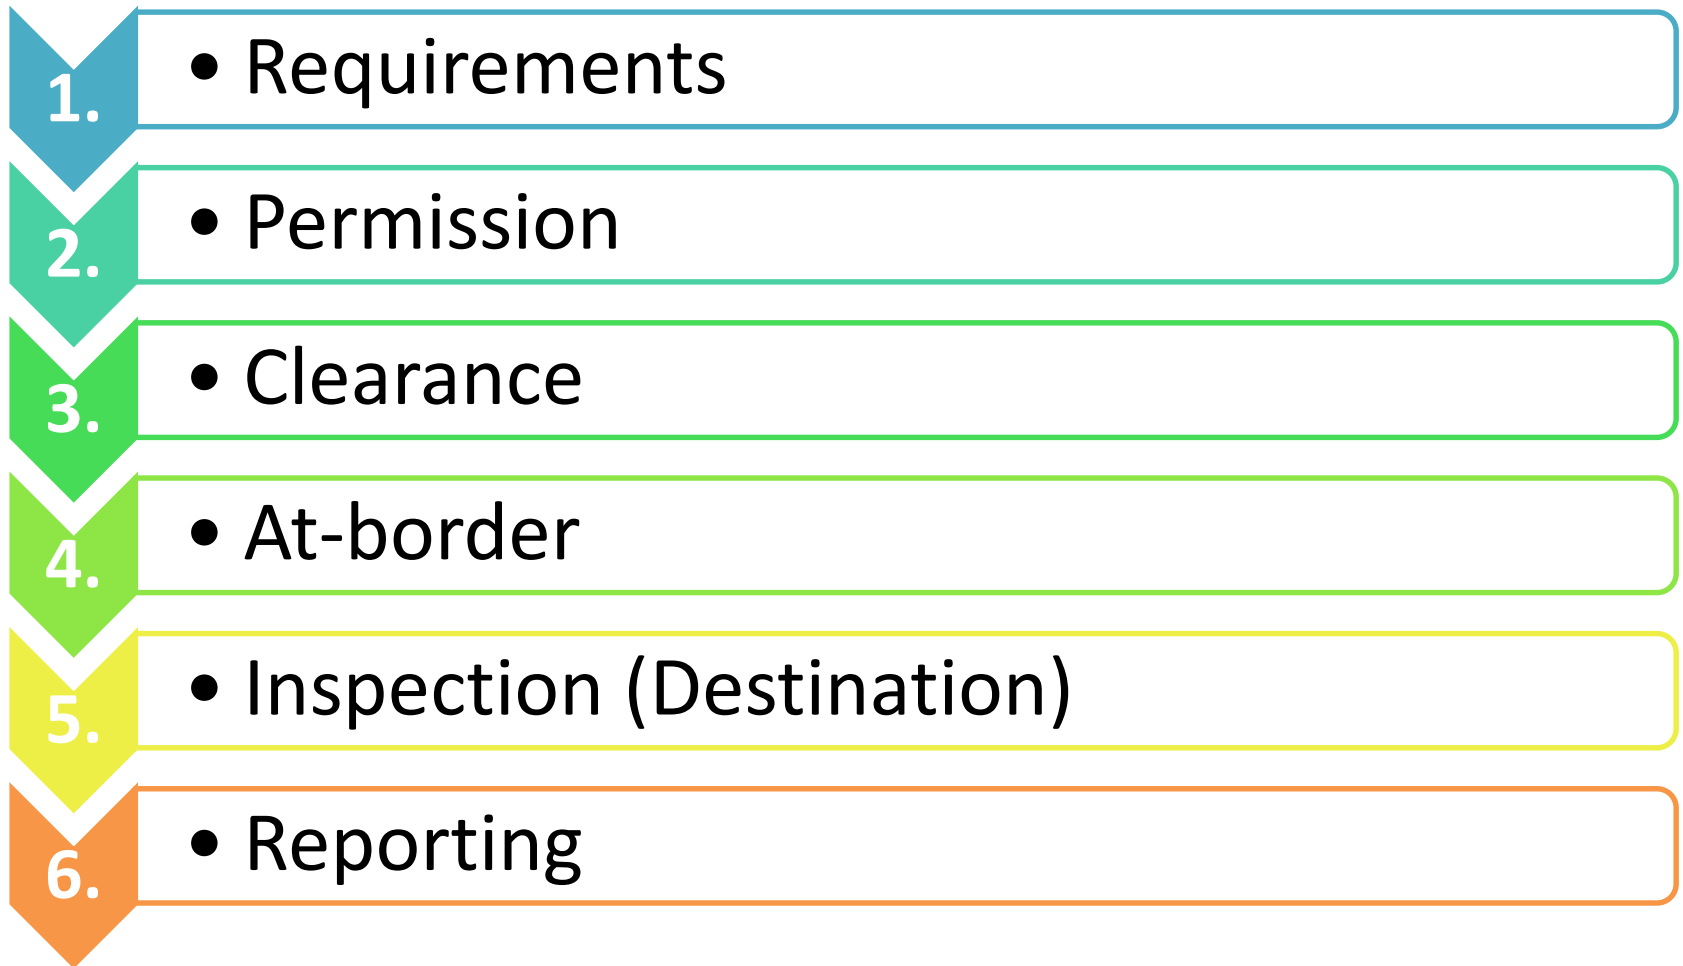 1. • Requirements
2. • Permission
3. • Clearance
4. • At-border
5. • Inspection (Destination)
6. • Reporting